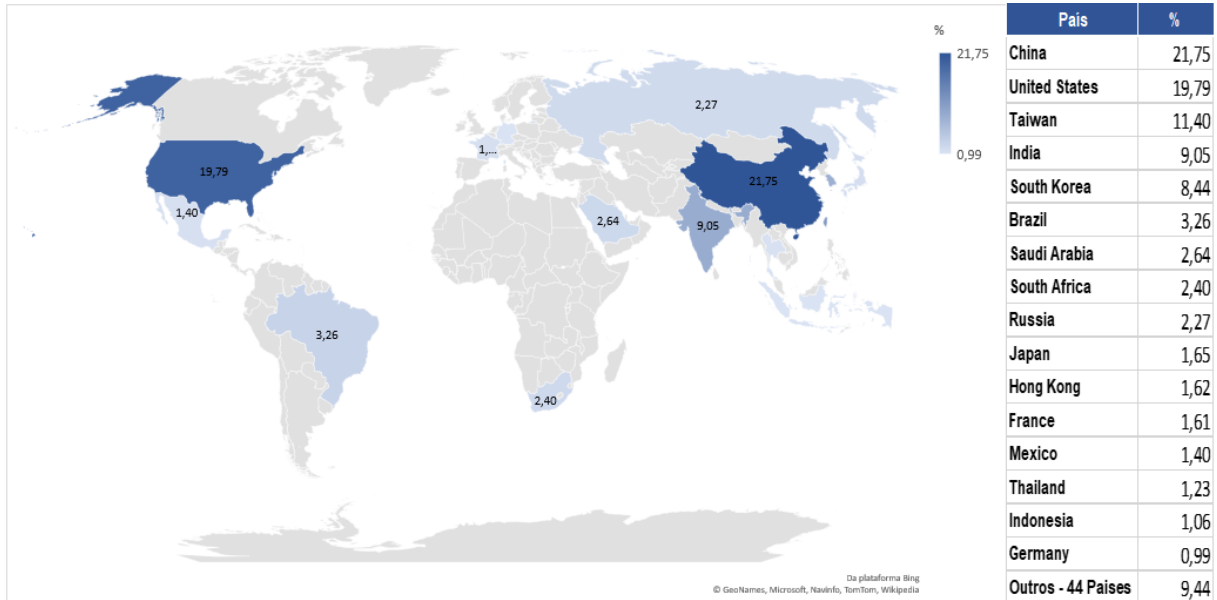 %
21,75
0,99
2,27
1,...
19,79
21,75
1,40
2,64
9,05
3,26
2,40
Da plataforma Bing
© GeoNames, Microsoft, Navinfo, TomTom, Wikipedia
Pais %
China 21,75
United States 19,79
Taiwan 11,40
India 9,05
South Korea 8,44
Brazil 3,26
Saudi Arabia 2,64
South Africa 2,40
Russia 2,27
Japan 1,65
Hong Kong 1,62
France 1,61
Mexico 1,40
Thailand 1,23
Indonesia 1,06
Germany 0,99
Outros - 44 Paises 9,44